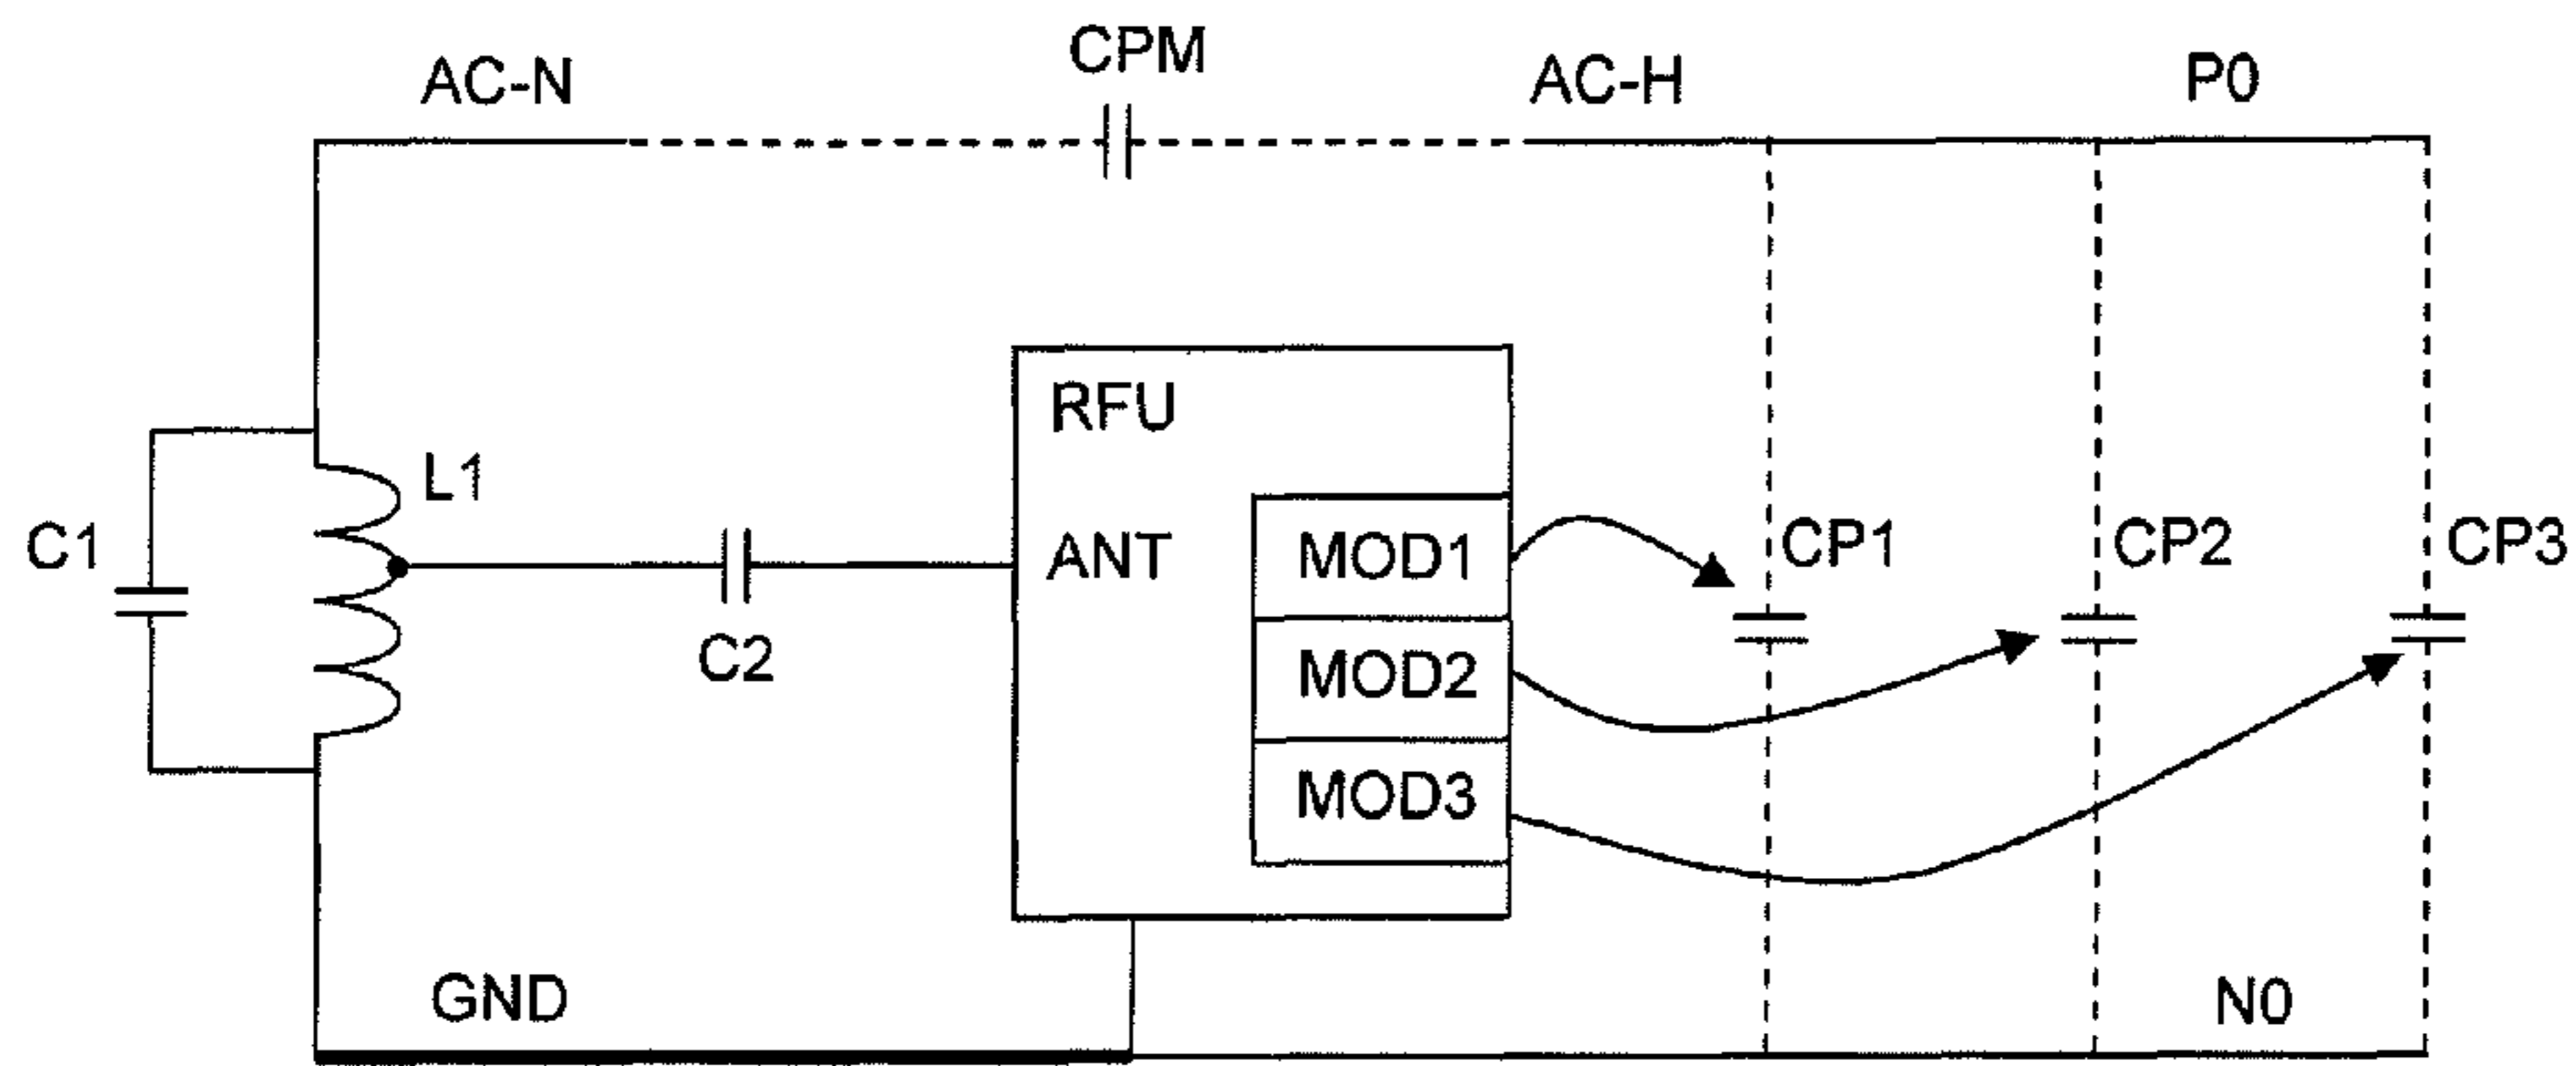 CPM
AC-N
AC-H
P0
RFU
L1
C1
ANT
MOD1
CP1
CP2
CP3
C2
MOD2
MOD3
GND
N0